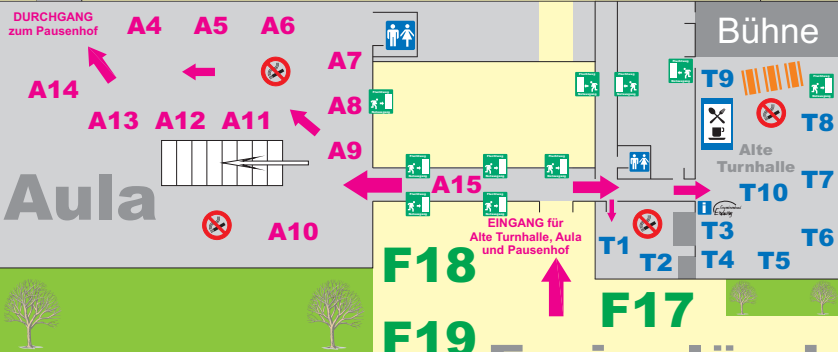 DURCHGANG
zum Pausenhof
A4
A5
A6
A7
A14
A8
A13
A12
A11
A9
Aula
A10
A15
EINGANG für
Alte Turnhalle, Aula
und Pausenhof
F18
F19
F17
Bühne
T9
T8
Alte
Turnhalle
T7
T10
i
T3
T6
T1
T2
T4
T5